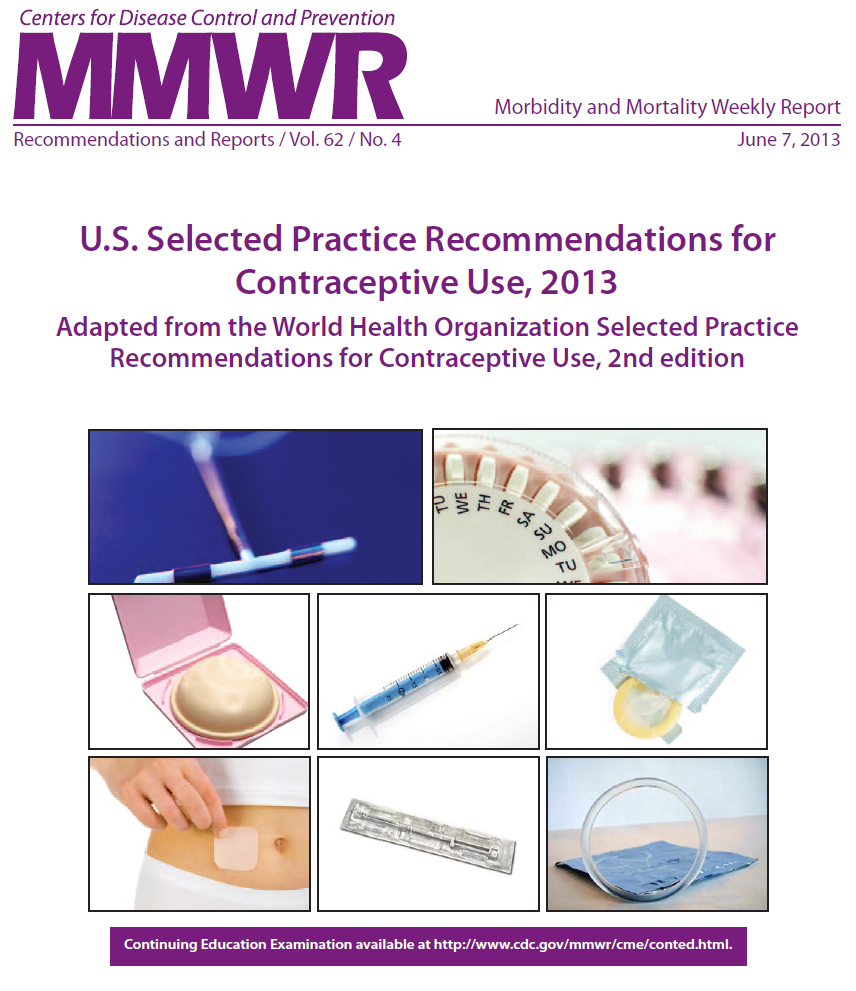 Centers for Disease Control and Prevention
MMWR
Morbidity and Mortality Weekly Report
Recommendations and Reports / Vol. 62 / No. 4
June 7, 2013
U.S. Selected Practice Recommendations for
Contraceptive Use, 2013
Adapted from the World Health Organization Selected Practice
Recommendations for Contraceptive Use, 2nd edition
TU
WE
TH
FR
SA
SU
MO
TU
WE
Continuing Education Examination available at http://www.cdc.gov/mmwr/cme/conted.html.